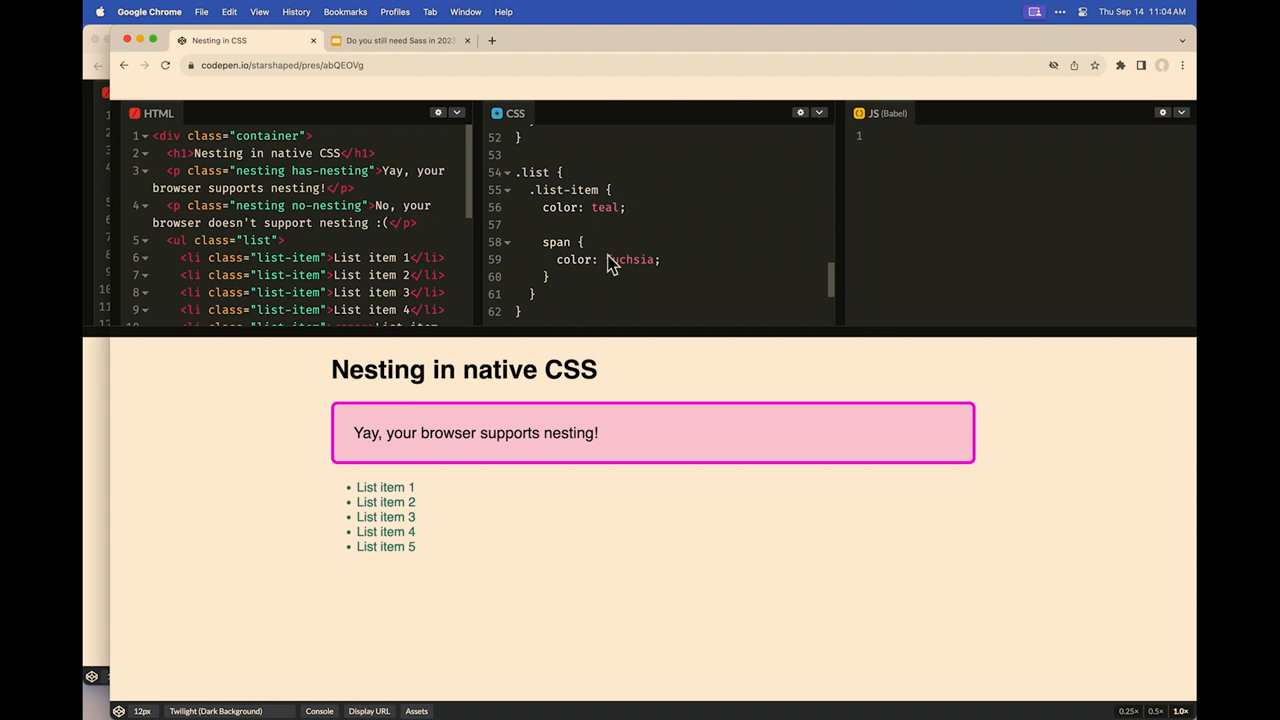 Google Chrome File Edit View History Bookmarks Profiles Tab Window Help Thu Sep 14 11:04 AM
Nesting in CSS Do you still need Sass in 2023
codepen.io/starshaped/pres/abQEOVg
HTML
1 <div class="container">
2 <h1>Nesting in native CSS</h1>
3 <p class="nesting has-nesting">Yay, your
browser supports nesting!</p>
4 <p class="nesting no-nesting">No, your
browser doesn't support nesting :(</p>
5 <ul class="list">
6 <li class="list-item">List item 1</li>
7 <li class="list-item">List item 2</li>
8 <li class="list-item">List item 3</li>
9 <li class="list-item">List item 4</li>
CSS
52 }
53
54 .list {
55 .list-item {
56 color: teal;
57
58 span {
59 color: fuchsia;
60 }
61 }
62 }
JS (Babel)
1
Nesting in native CSS
Yay, your browser supports nesting!
• List item 1
• List item 2
• List item 3
• List item 4
• List item 5
12px Twilight (Dark Background) Console Display URL Assets 0.25× 0.5× 1.0×